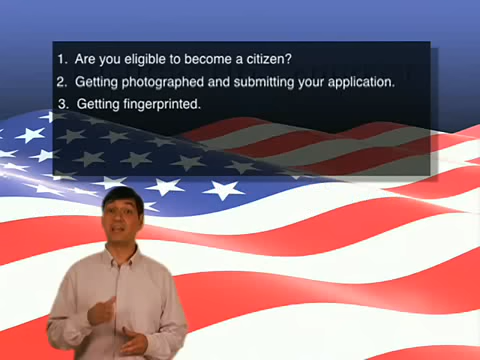 1. Are you eligible to become a citizen?
2. Getting photographed and submitting your application.
3. Getting fingerprinted.